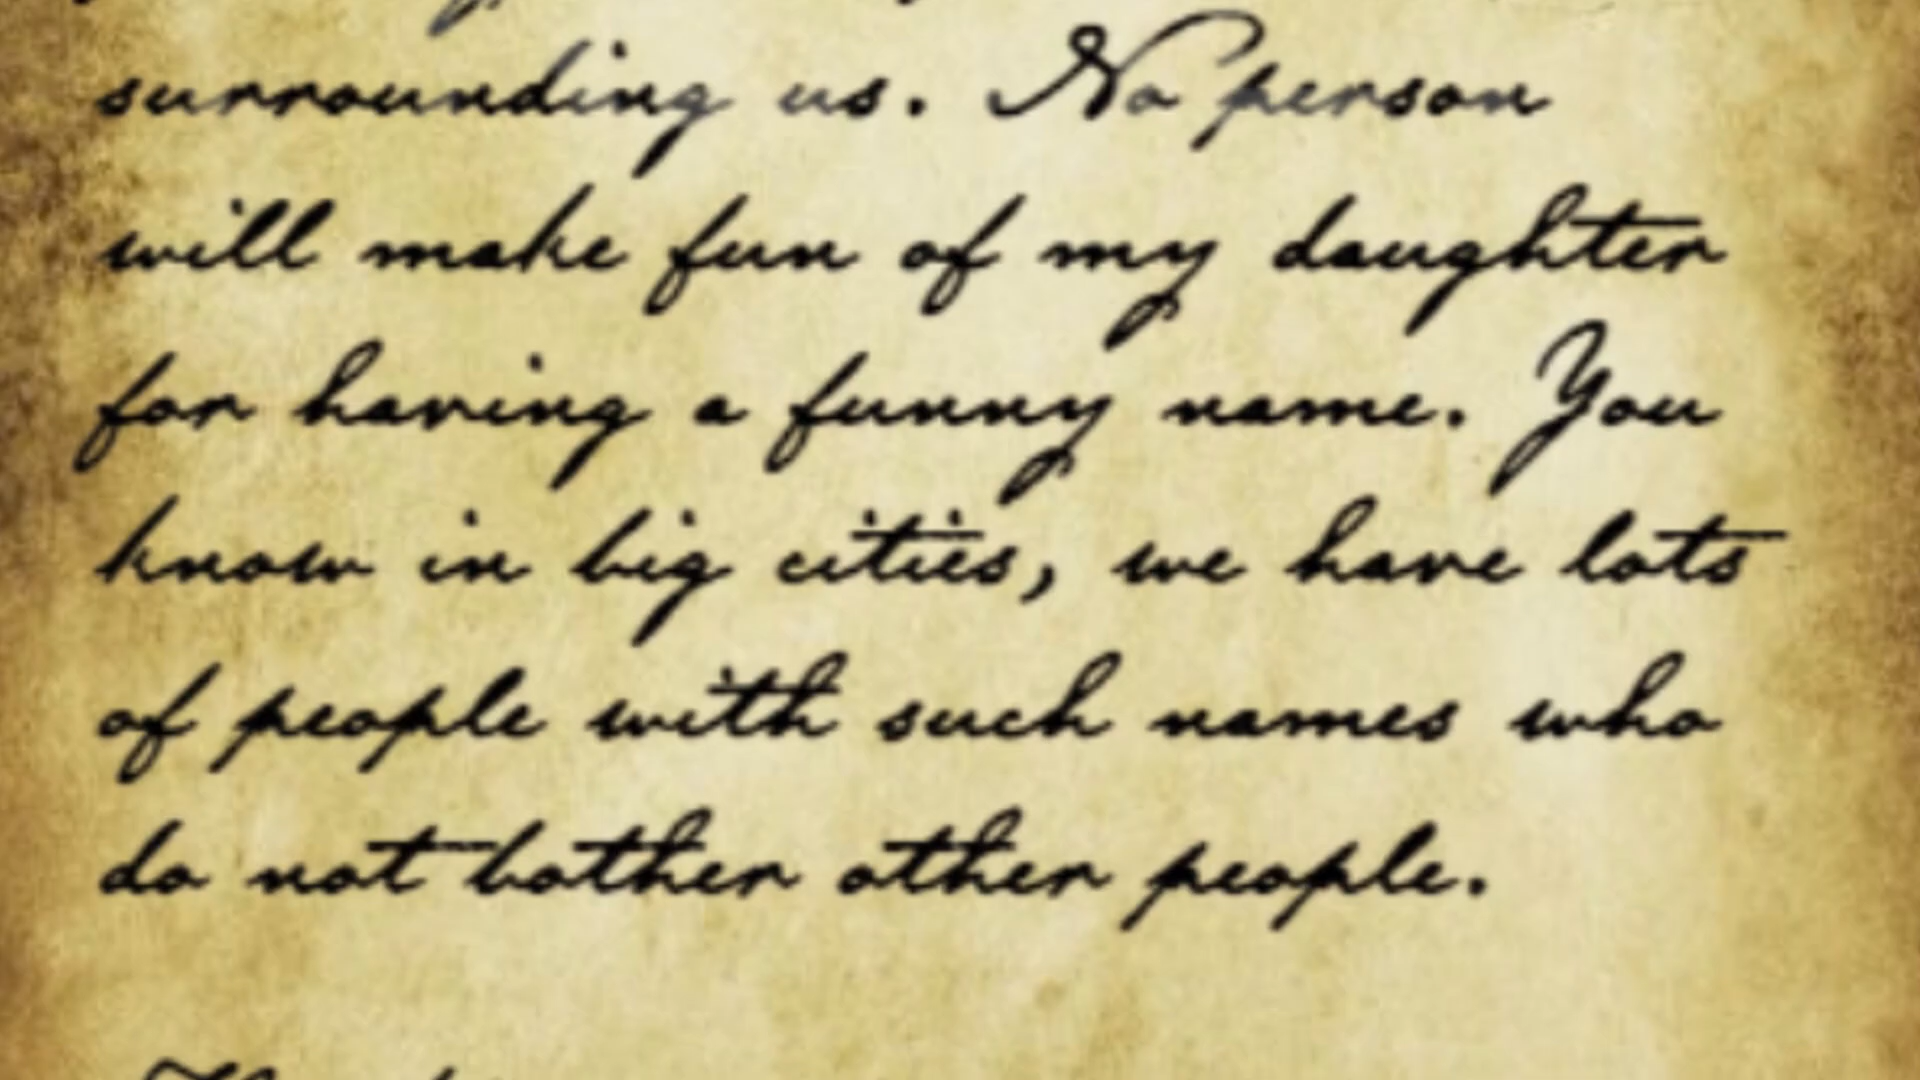 surrounding us. No person
will make fun of my daughter
for having a funny name. You
know in big cities, we have lots
of people with such names who
do not bother other people.